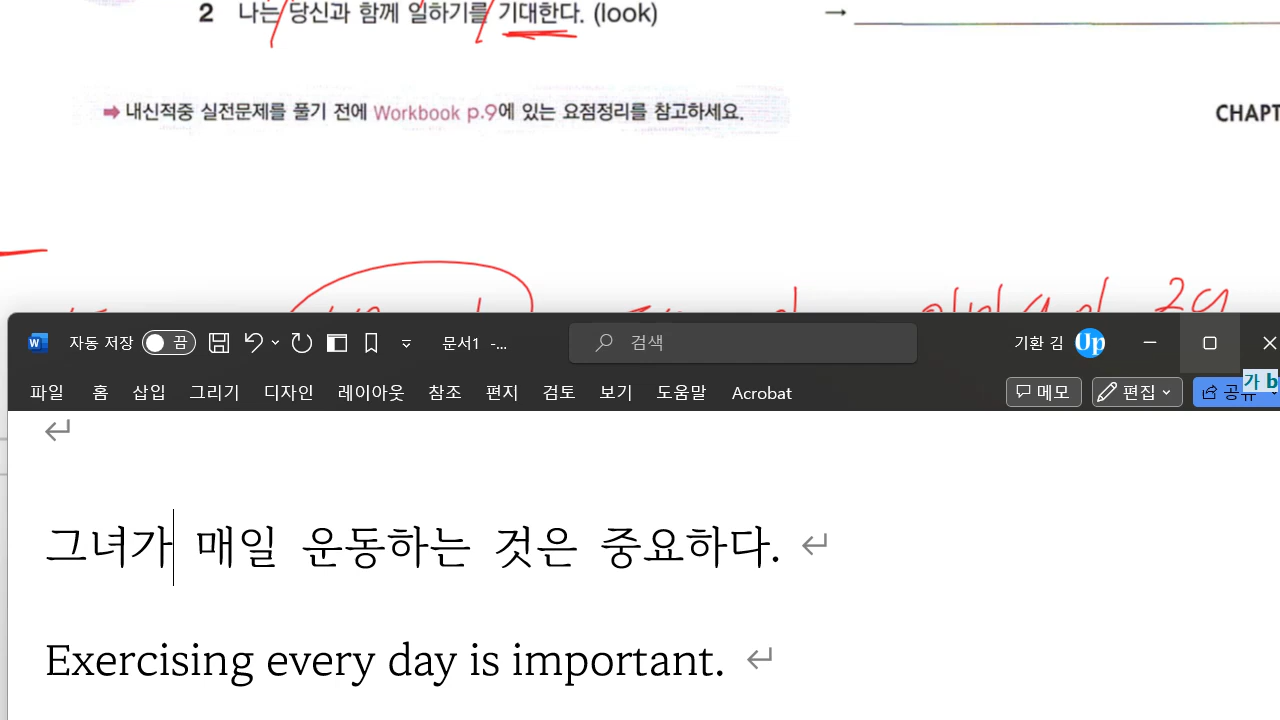 2 나는 당신과 함께 일하기를 기대한다. (look) →
➡ 내신적중 실전문제를 풀기 전에 Workbook p.9에 있는 요점정리를 참고하세요.
CHAPT
자동 저장 끔 문서1 -... 검색 기환 김 Up
파일 홈 삽입 그리기 디자인 레이아웃 참조 편지 검토 보기 도움말 Acrobat 메모 편집 공유
가 b
그녀가 매일 운동하는 것은 중요하다.
Exercising every day is important.